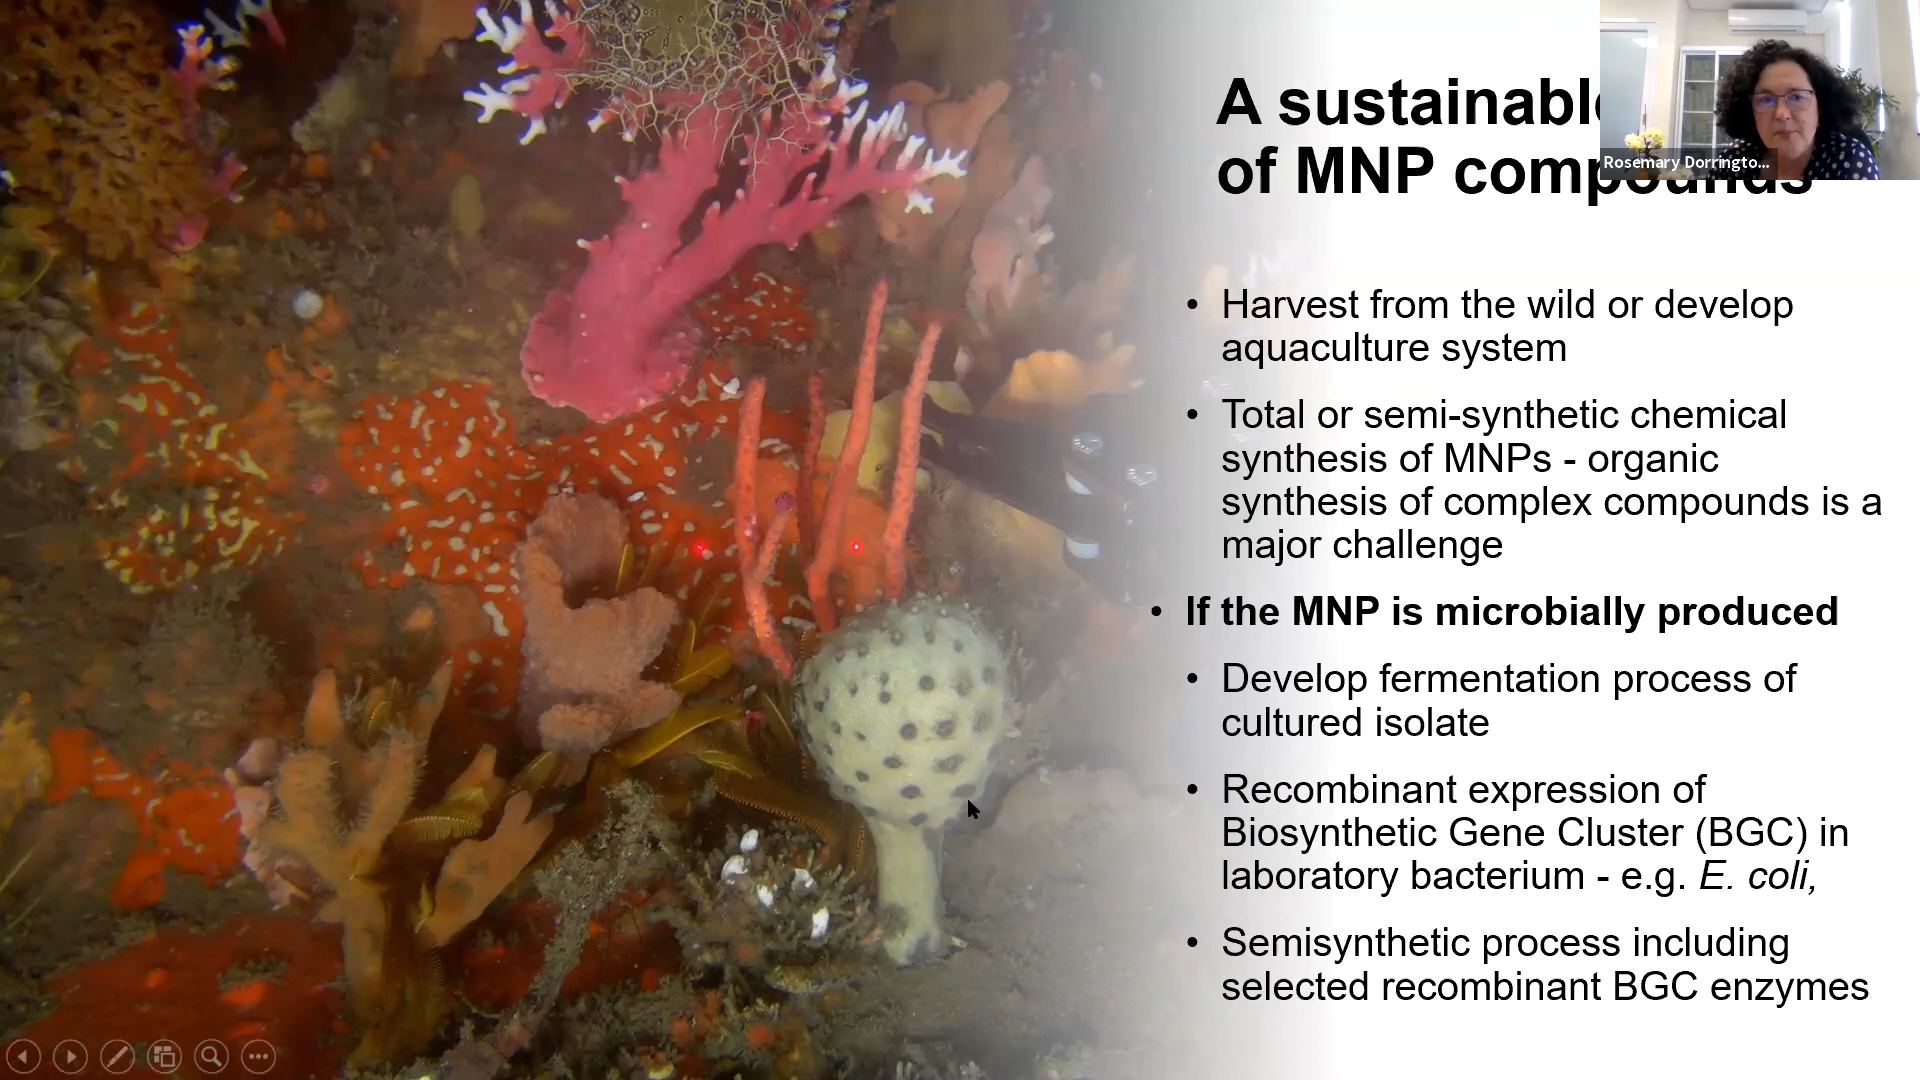 A sustainable
of MNP compounds
Rosemary Dorringto...
• Harvest from the wild or develop
aquaculture system
• Total or semi-synthetic chemical
synthesis of MNPs - organic
synthesis of complex compounds is a
major challenge
• If the MNP is microbially produced
• Develop fermentation process of
cultured isolate
• Recombinant expression of
Biosynthetic Gene Cluster (BGC) in
laboratory bacterium - e.g. E. coli,
• Semisynthetic process including
selected recombinant BGC enzymes